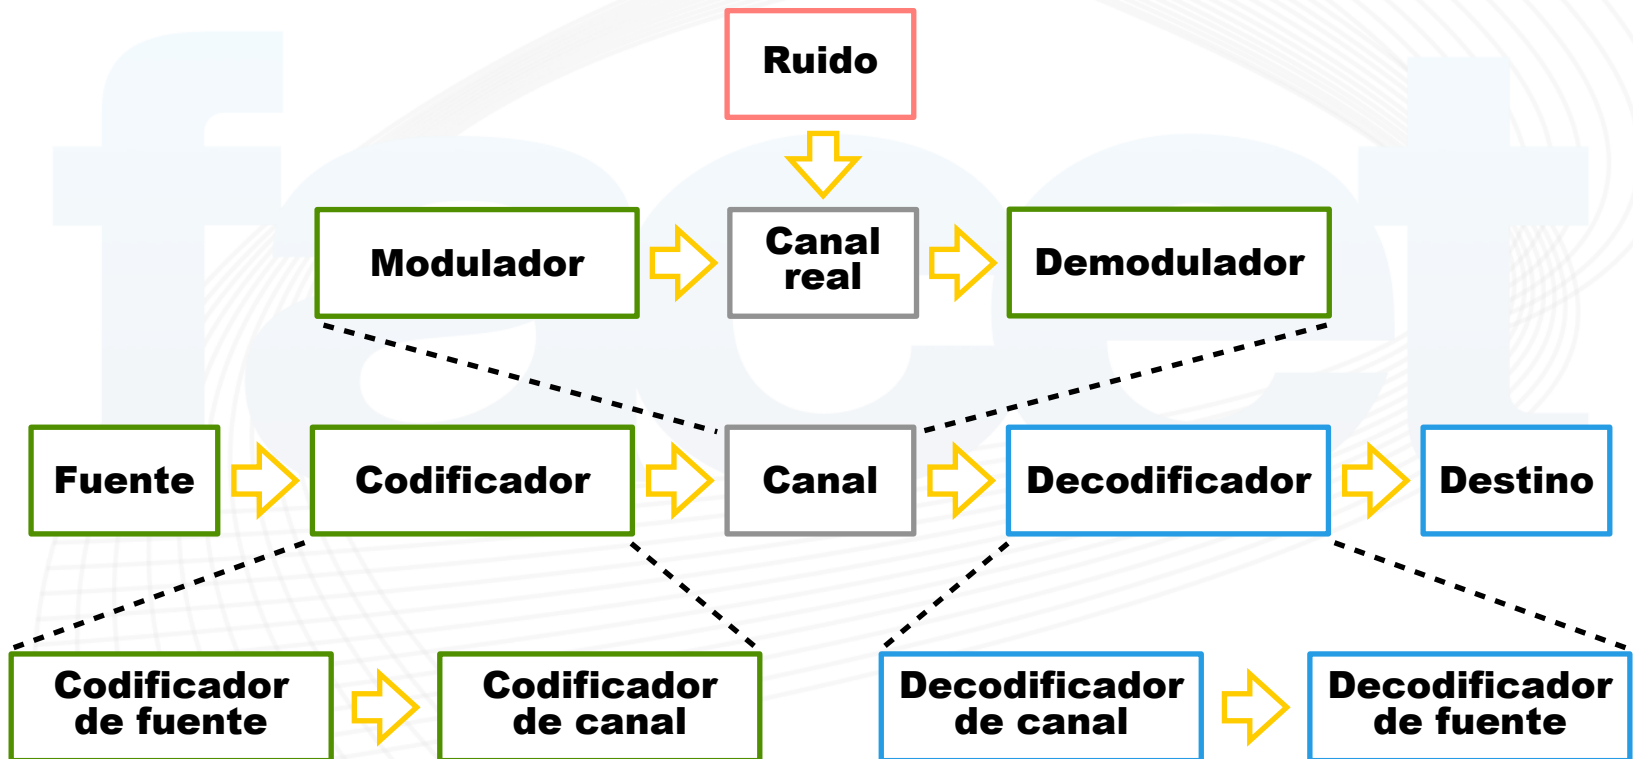 Ruido
Modulador
Canal
real
Demodulador
Fuente
Codificador
Canal
Decodificador
Destino
Codificador
de fuente
Codificador
de canal
Decodificador
de canal
Decodificador
de fuente
facet